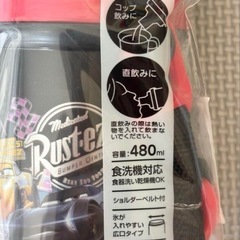 コップ
飲みに
直飲みに
直飲みの際は熱い
物を入れて飲まな
いでください。
容量:480ml
食洗機対応
食器洗い乾燥機OK
ショルダーベルト付
氷が
入れやすい
広口タイプ
Medicated
Rust-eze
BUMPER OINTMENT